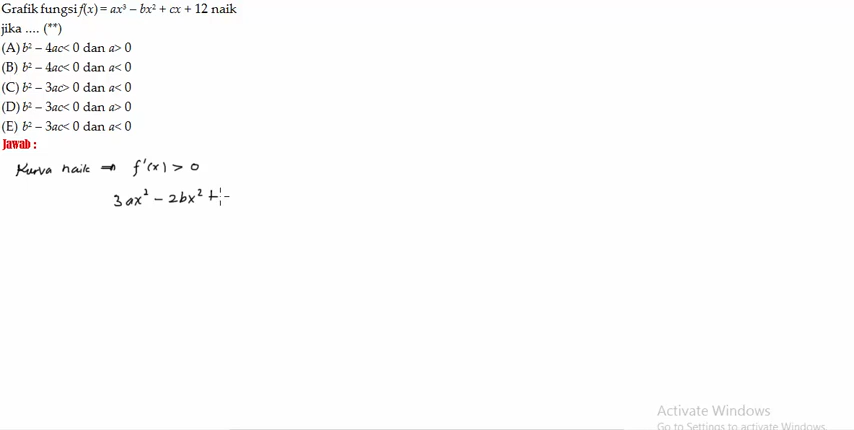 Grafik fungsi f(x) = ax³ – bx² + cx + 12 naik
jika .... (**)
(A) b² – 4ac < 0 dan a > 0
(B) b² – 4ac < 0 dan a < 0
(C) b² – 3ac > 0 dan a < 0
(D) b² – 3ac < 0 dan a > 0
(E) b² – 3ac < 0 dan a < 0
Jawab :
Kurva naik ⇒ f'(x) > 0
3ax² – 2bx² +
Activate Windows
Go to Settings to activate Windows.